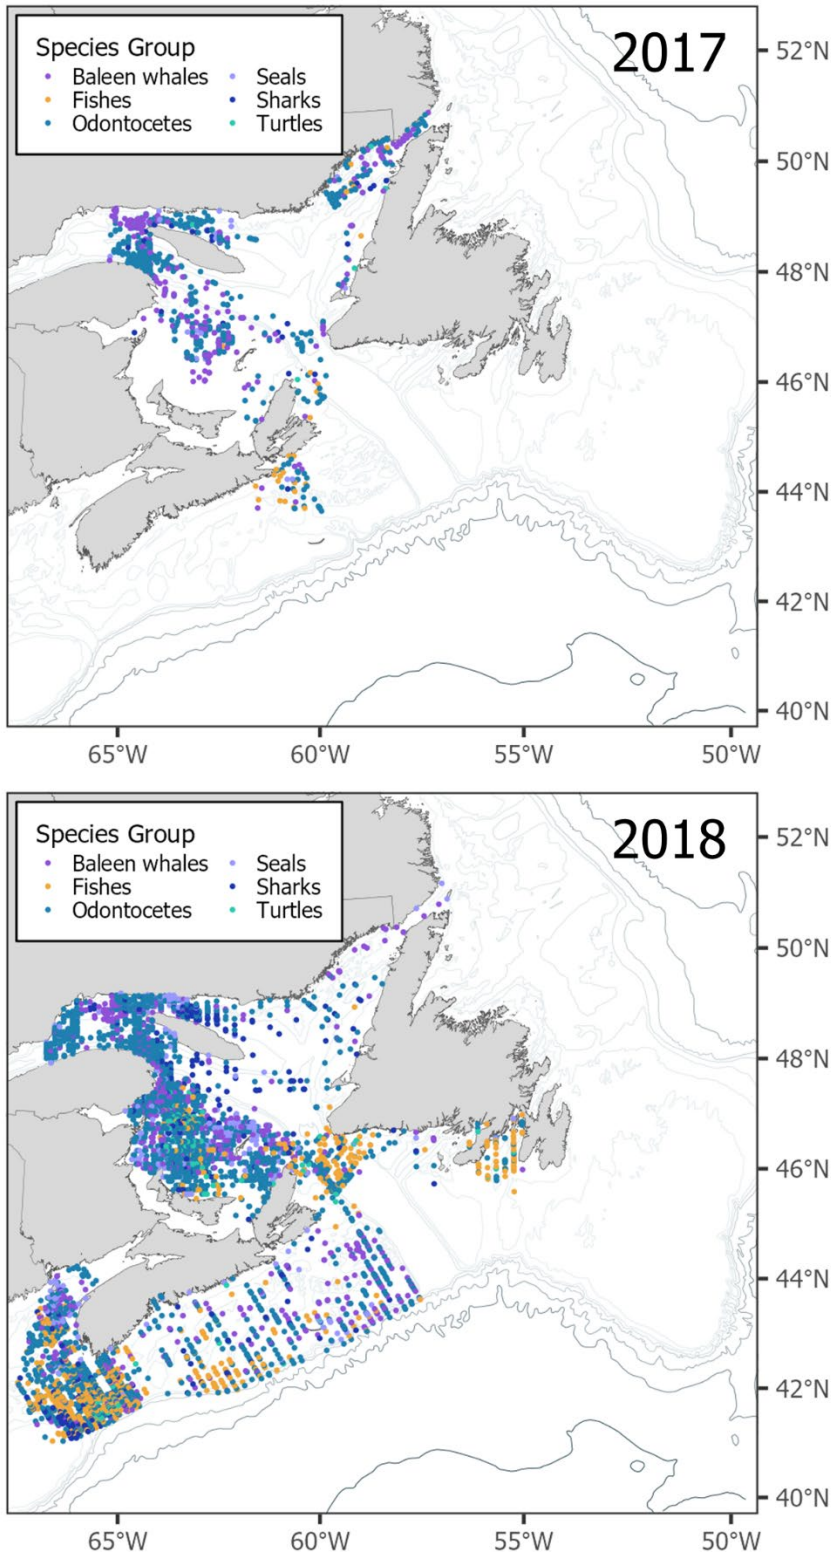 2017
Species Group
Baleen whales Seals
Fishes Sharks
Odontocetes Turtles
52°N
50°N
48°N
46°N
44°N
42°N
40°N
65°W 60°W 55°W 50°W
2018
Species Group
Baleen whales Seals
Fishes Sharks
Odontocetes Turtles
52°N
50°N
48°N
46°N
44°N
42°N
40°N
65°W 60°W 55°W 50°W